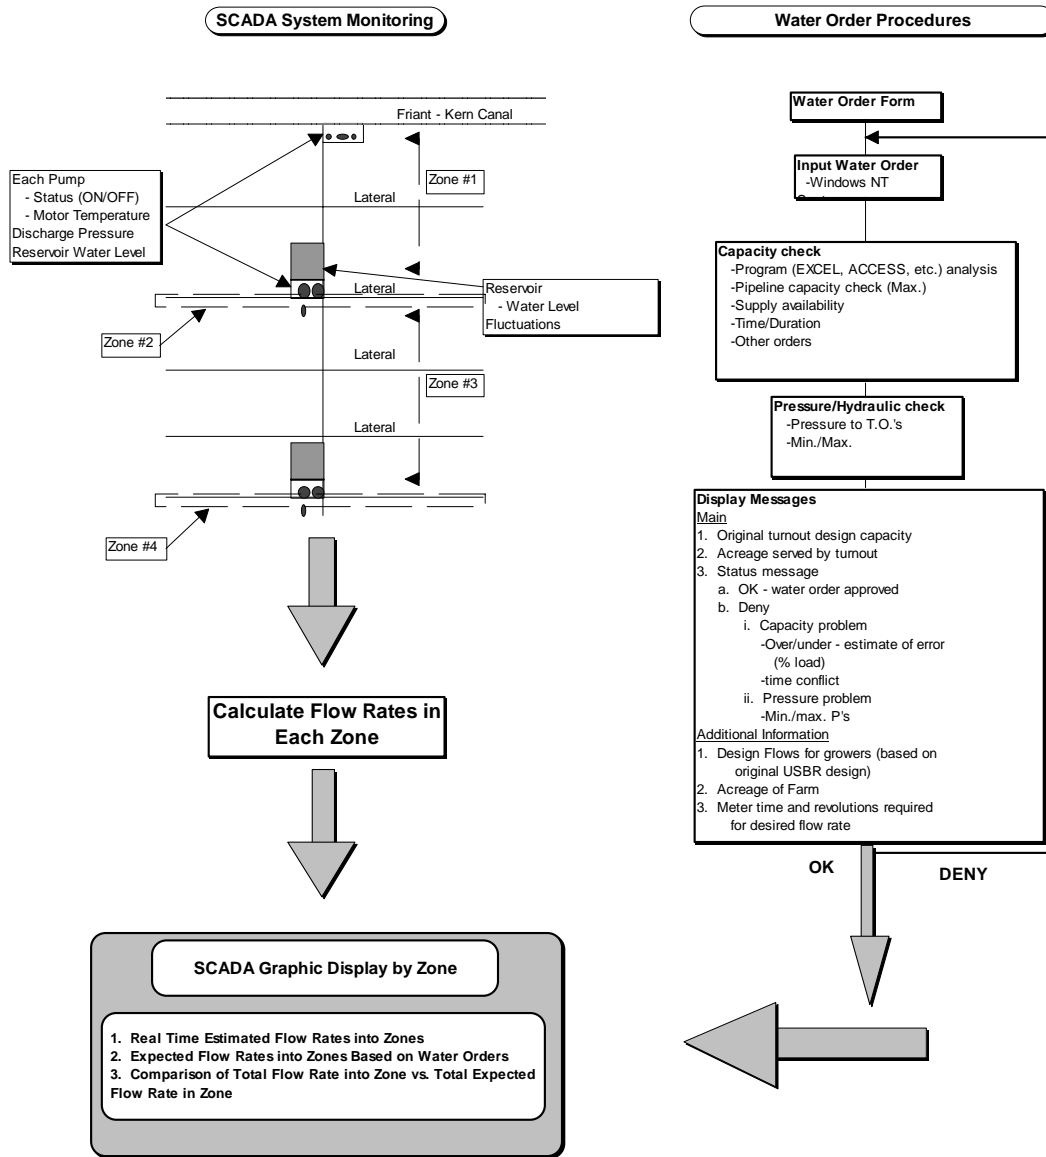 SCADA System Monitoring
Friant - Kern Canal
Each Pump
- Status (ON/OFF)
- Motor Temperature
Discharge Pressure
Reservoir Water Level
Zone #1
Lateral
Lateral
Reservoir
- Water Level
Fluctuations
Zone #2
Lateral
Zone #3
Lateral
Zone #4
Calculate Flow Rates in
Each Zone
SCADA Graphic Display by Zone
1. Real Time Estimated Flow Rates into Zones
2. Expected Flow Rates into Zones Based on Water Orders
3. Comparison of Total Flow Rate into Zone vs. Total Expected
Flow Rate in Zone
Water Order Procedures
Water Order Form
Input Water Order
-Windows NT
Capacity check
-Program (EXCEL, ACCESS, etc.) analysis
-Pipeline capacity check (Max.)
-Supply availability
-Time/Duration
-Other orders
Pressure/Hydraulic check
-Pressure to T.O.'s
-Min./Max.
Display Messages
Main
1. Original turnout design capacity
2. Acreage served by turnout
3. Status message
a. OK - water order approved
b. Deny
i. Capacity problem
-Over/under - estimate of error
(% load)
-time conflict
ii. Pressure problem
-Min./max. P's
Additional Information
1. Design Flows for growers (based on
original USBR design)
2. Acreage of Farm
3. Meter time and revolutions required
for desired flow rate
OK
DENY